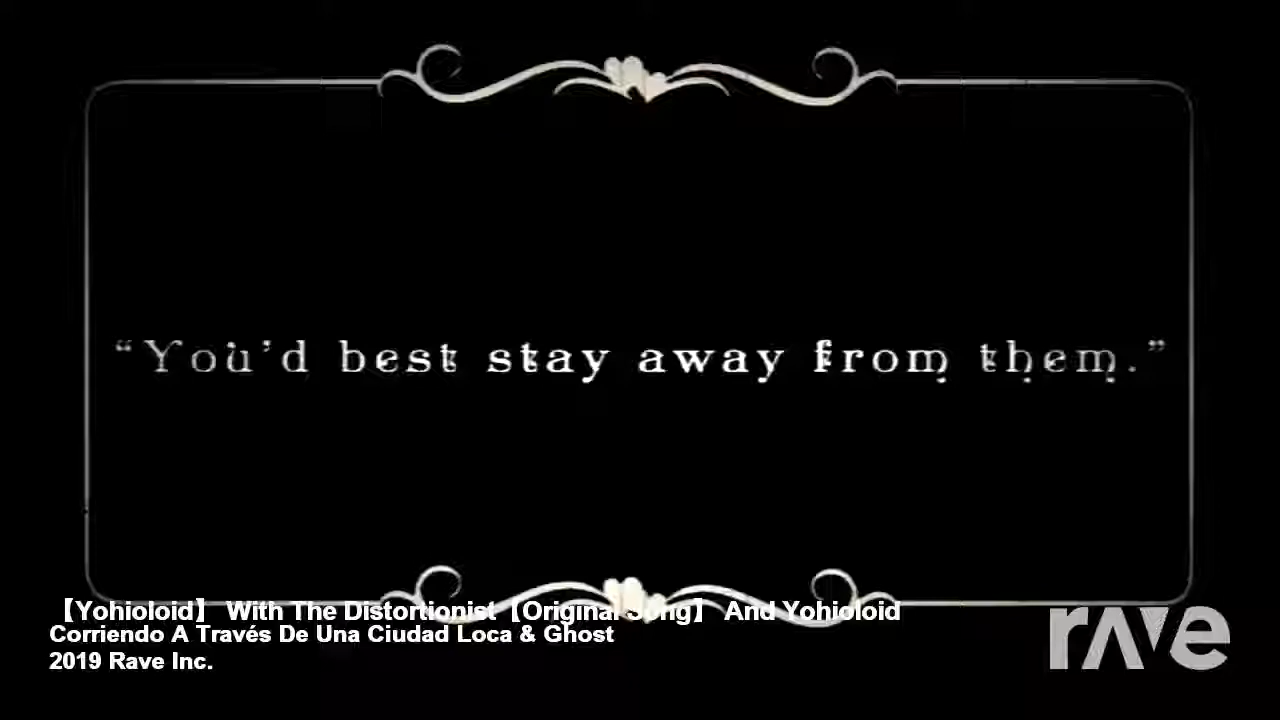 “You’d best stay away from them.”
【Yohioloid】 With The Distortionist【Original Song】 And Yohioloid
Corriendo A Través De Una Ciudad Loca & Ghost
2019 Rave Inc.
rave